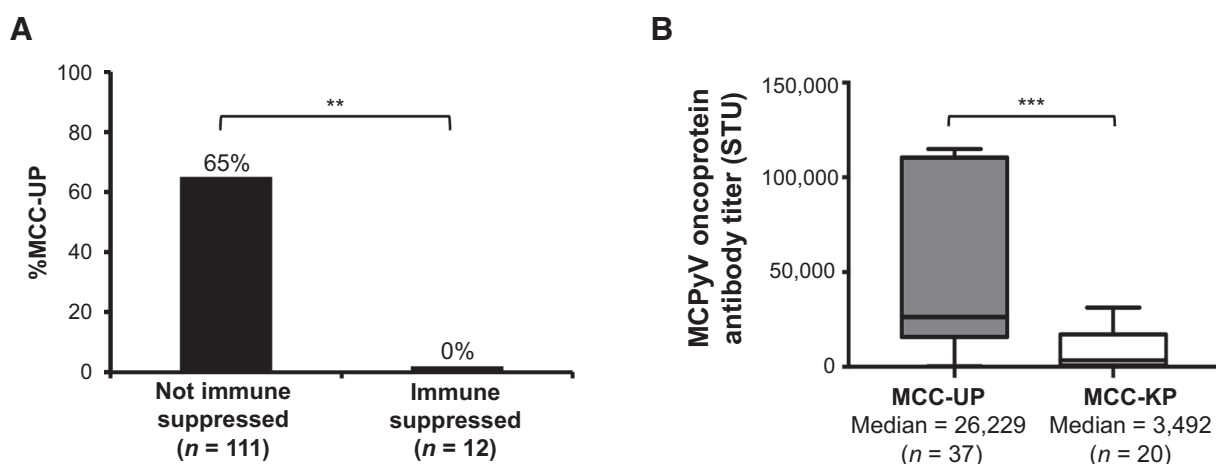 A
%MCC-UP
100
80
60
40
20
0
**
65%
0%
Not immune
suppressed
(n = 111)
Immune
suppressed
(n = 12)
B
MCPyV oncoprotein
antibody titer (STU)
150,000
100,000
50,000
0
***
MCC-UP
Median = 26,229
(n = 37)
MCC-KP
Median = 3,492
(n = 20)